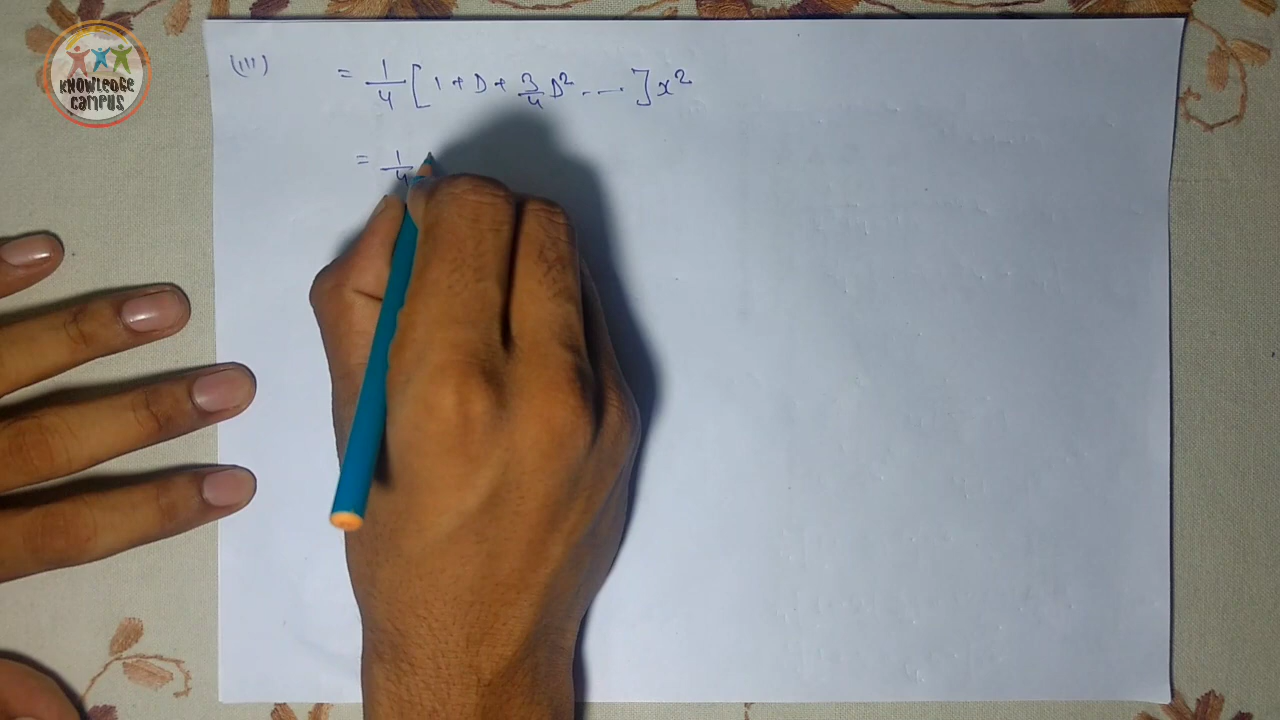 KNOWLEDGE
CAMPUS
(iii) = 1/4 [ 1 + D + 3/4 D² ..... ] x²
= 1/4